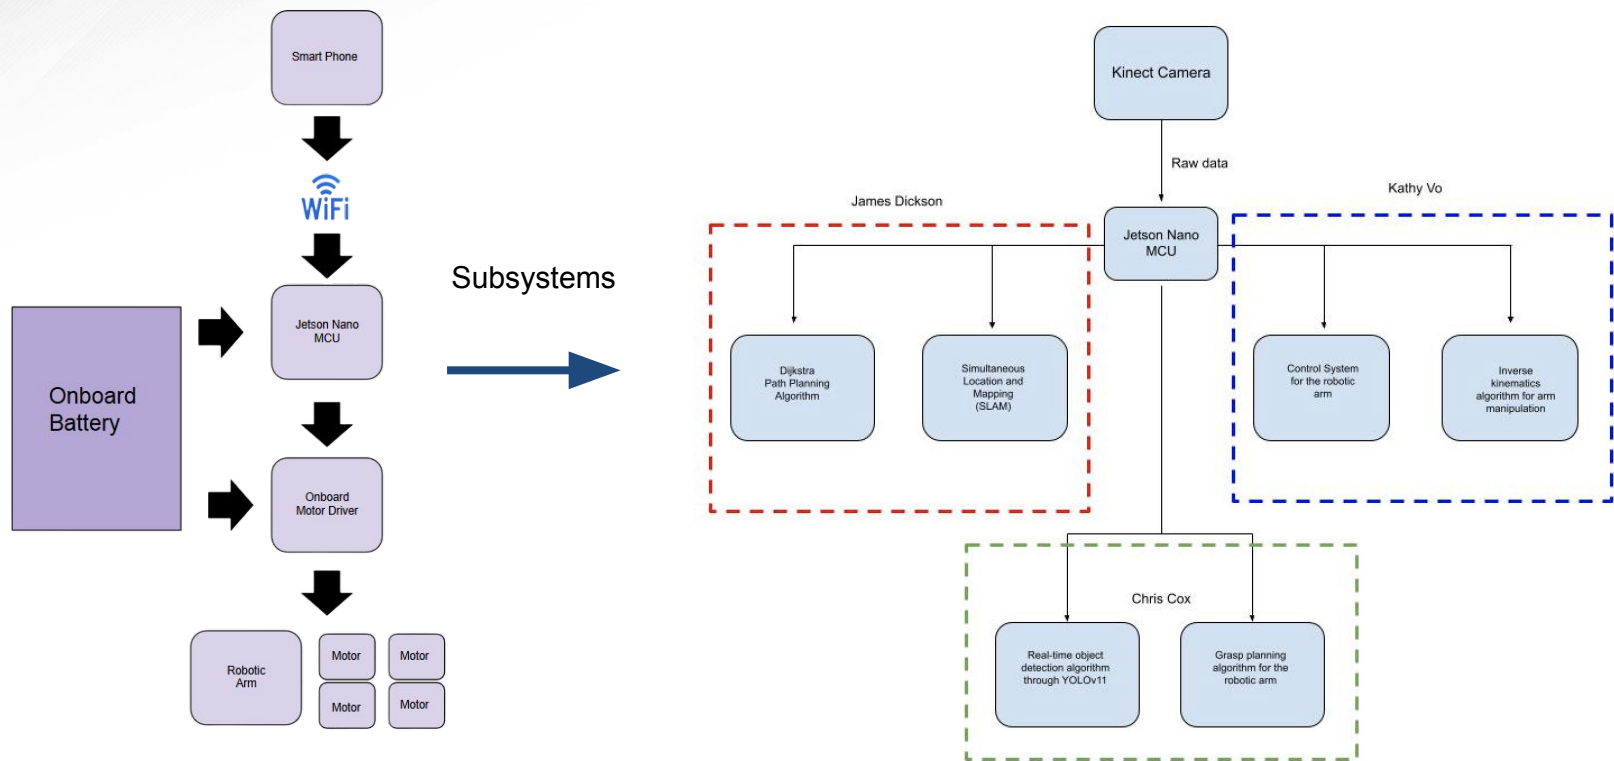 Smart Phone
WiFi
Jetson Nano
MCU
Onboard
Battery
Onboard
Motor Driver
Robotic
Arm
Motor
Motor
Motor
Motor
Subsystems
Kinect Camera
Raw data
James Dickson
Kathy Vo
Jetson Nano
MCU
Dijkstra
Path Planning
Algorithm
Simultaneous
Location and
Mapping
(SLAM)
Control System
for the robotic
arm
Inverse
kinematics
algorithm for arm
manipulation
Chris Cox
Real-time object
detection algorithm
through YOLOv11
Grasp planning
algorithm for the
robotic arm